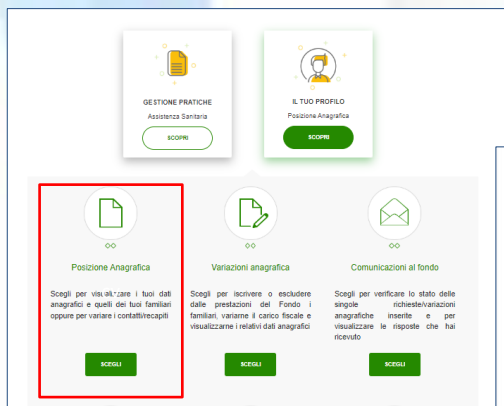 GESTIONE PRATICHE
Assistenza Sanitaria
SCOPRI
IL TUO PROFILO
Posizione Anagrafica
SCOPRI
Posizione Anagrafica
Scegli per visualizzare i tuoi dati
anagrafici e quelli dei tuoi familiari
oppure per variare i contatti/recapiti
SCEGLI
Variazioni anagrafica
Scegli per iscrivere o escludere
dalle prestazioni del Fondo i
familiari, variarne il carico fiscale e
visualizzarne i relativi dati anagrafici
SCEGLI
Comunicazioni al fondo
Scegli per verificare lo stato delle
singole richieste/variazioni
anagrafiche inserite e per
visualizzare le risposte che hai
ricevuto
SCEGLI